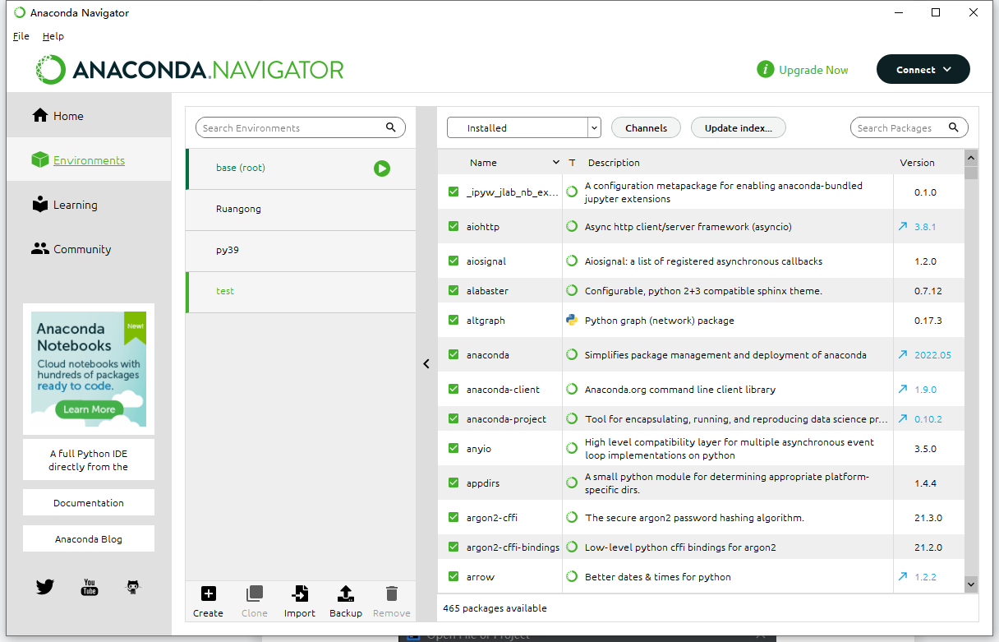 Anaconda Navigator
File Help
ANACONDA.NAVIGATOR
i Upgrade Now
Connect
Home
Environments
Learning
Community
New!
Anaconda
Notebooks
Cloud notebooks with
hundreds of packages
ready to code.
Learn More
A full Python IDE
directly from the
Documentation
Anaconda Blog
You
Tube
Search Environments
base (root)
Ruangong
py39
test
Create Clone Import Backup Remove
Installed Channels Update index... Search Packages
Name T Description Version
_ipyw_jlab_nb_ex... A configuration metapackage for enabling anaconda-bundled
jupyter extensions 0.1.0
aiohttp Async http client/server framework (asyncio) 3.8.1
aiosignal Aiosignal: a list of registered asynchronous callbacks 1.2.0
alabaster Configurable, python 2+3 compatible sphinx theme. 0.7.12
altgraph Python graph (network) package 0.17.3
anaconda Simplifies package management and deployment of anaconda 2022.05
anaconda-client Anaconda.org command line client library 1.9.0
anaconda-project Tool for encapsulating, running, and reproducing data science pr... 0.10.2
anyio High level compatibility layer for multiple asynchronous event
loop implementations on python 3.5.0
appdirs A small python module for determining appropriate platform-
specific dirs. 1.4.4
argon2-cffi The secure argon2 password hashing algorithm. 21.3.0
argon2-cffi-bindings Low-level python cffi bindings for argon2 21.2.0
arrow Better dates & times for python 1.2.2
465 packages available
Open File or Project